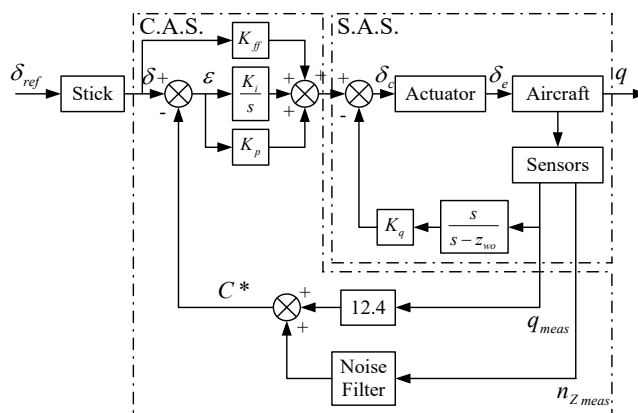 C.A.S.
S.A.S.
K_ff
δ_ref
Stick
δ
+
-
ε
K_i
s
+
+
+
+
+
-
δ_c
Actuator
δ_e
Aircraft
q
K_p
Sensors
K_q
s
s - z_wo
C*
+
+
12.4
q_meas
Noise
Filter
n_Z meas